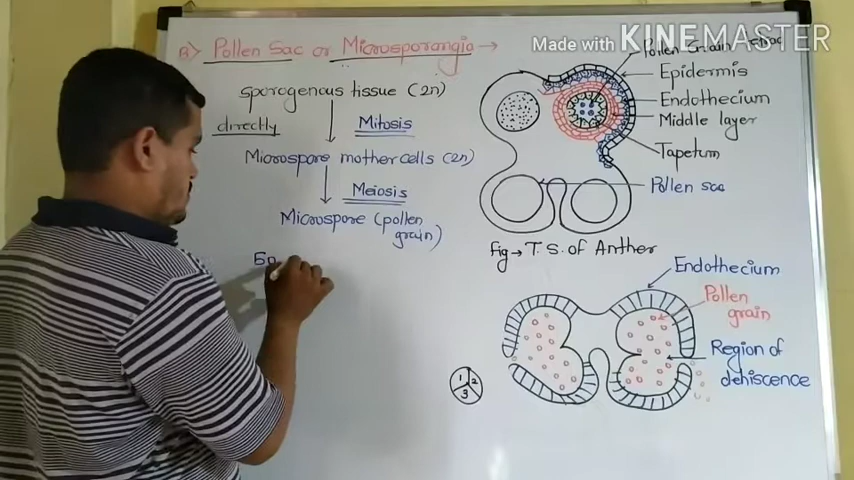 Made with KINEMASTER
B> Pollen Sac or Microsporangia →
sporogenous tissue (2n)
directly
Mitosis
Microspore mother cells (2n)
Meiosis
Microspore (pollen
grain)
Pollen Grain
Epidermis
Endothecium
Middle layer
Tapetum
Pollen sac
Fig → T. S. of Anther
Endothecium
Pollen
grain
Region of
dehiscence
1 2
3